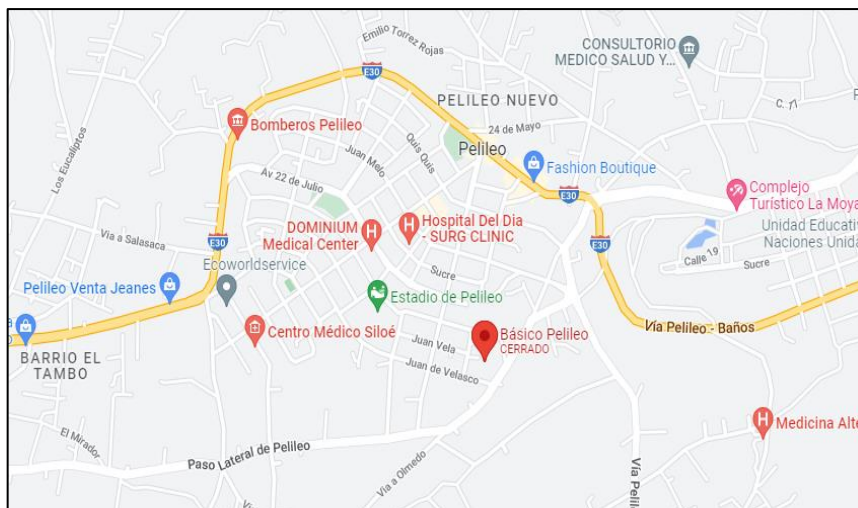 Emilio Torrez Rojas
CONSULTORIO
MEDICO SALUD Y...
E30
PELILEO NUEVO
C. 17
Bomberos Pelileo
24 de Mayo
Quis Quis
Juan Melo
Pelileo
Los Eucaliptos
Fashion Boutique
Av 22 de Julio
Complejo
Turístico La Moya
E30
DOMINIUM
Medical Center
Hospital Del Dia
- SURG CLINIC
Unidad Educativ
Naciones Unida
Via a Salasaca
E30
E30
Calle 19
Sucre
Sucre
Ecoworldservice
Pelileo Venta Jeanes
Estadio de Pelileo
Vía Pelileo - Baños
Básico Pelileo
CERRADO
Centro Médico Siloé
Juan Vela
BARRIO EL
TAMBO
Juan de Velasco
Medicina Alte
El Mirador
Paso Lateral de Pelileo
Via a Olmedo
Vía Pelile